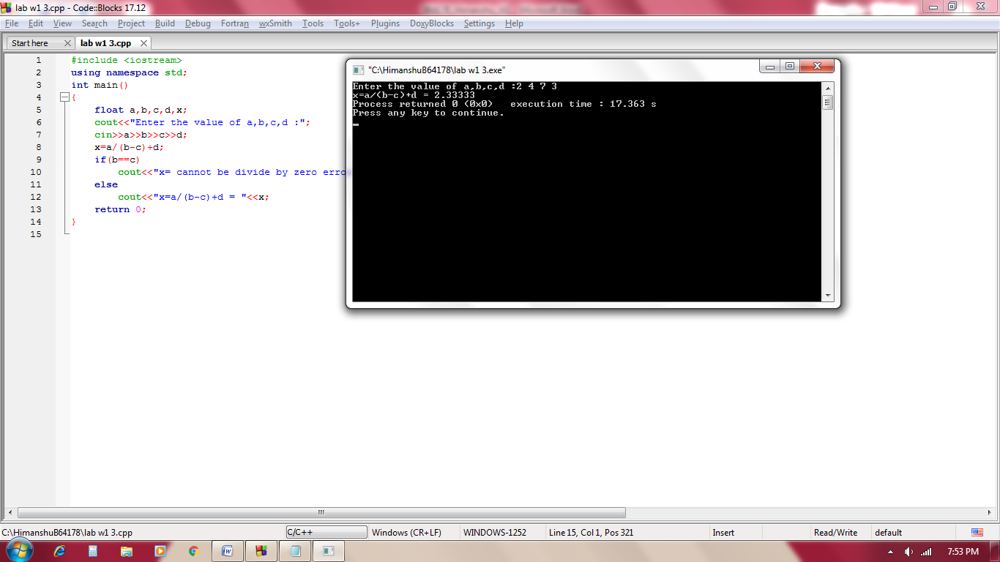 lab w1 3.cpp - Code::Blocks 17.12
File Edit View Search Project Build Debug Fortran wxSmith Tools Tools+ Plugins DoxyBlocks Settings Help
Start here lab w1 3.cpp
1 #include <iostream>
2 using namespace std;
3 int main()
4 {
5 float a,b,c,d,x;
6 cout<<"Enter the value of a,b,c,d :";
7 cin>>a>>b>>c>>d;
8 x=a/(b-c)+d;
9 if(b==c)
10 cout<<"x= cannot be divide by zero erro
11 else
12 cout<<"x=a/(b-c)+d = "<<x;
13 return 0;
14 }
15
"C:\HimanshuB64178\lab w1 3.exe"
Enter the value of a,b,c,d :2 4 7 3
x=a/(b-c)+d = 2.33333
Process returned 0 (0x0) execution time : 17.363 s
Press any key to continue.
C:\HimanshuB64178\lab w1 3.cpp C/C++ Windows (CR+LF) WINDOWS-1252 Line 15, Col 1, Pos 321 Insert Read/Write default
7:53 PM